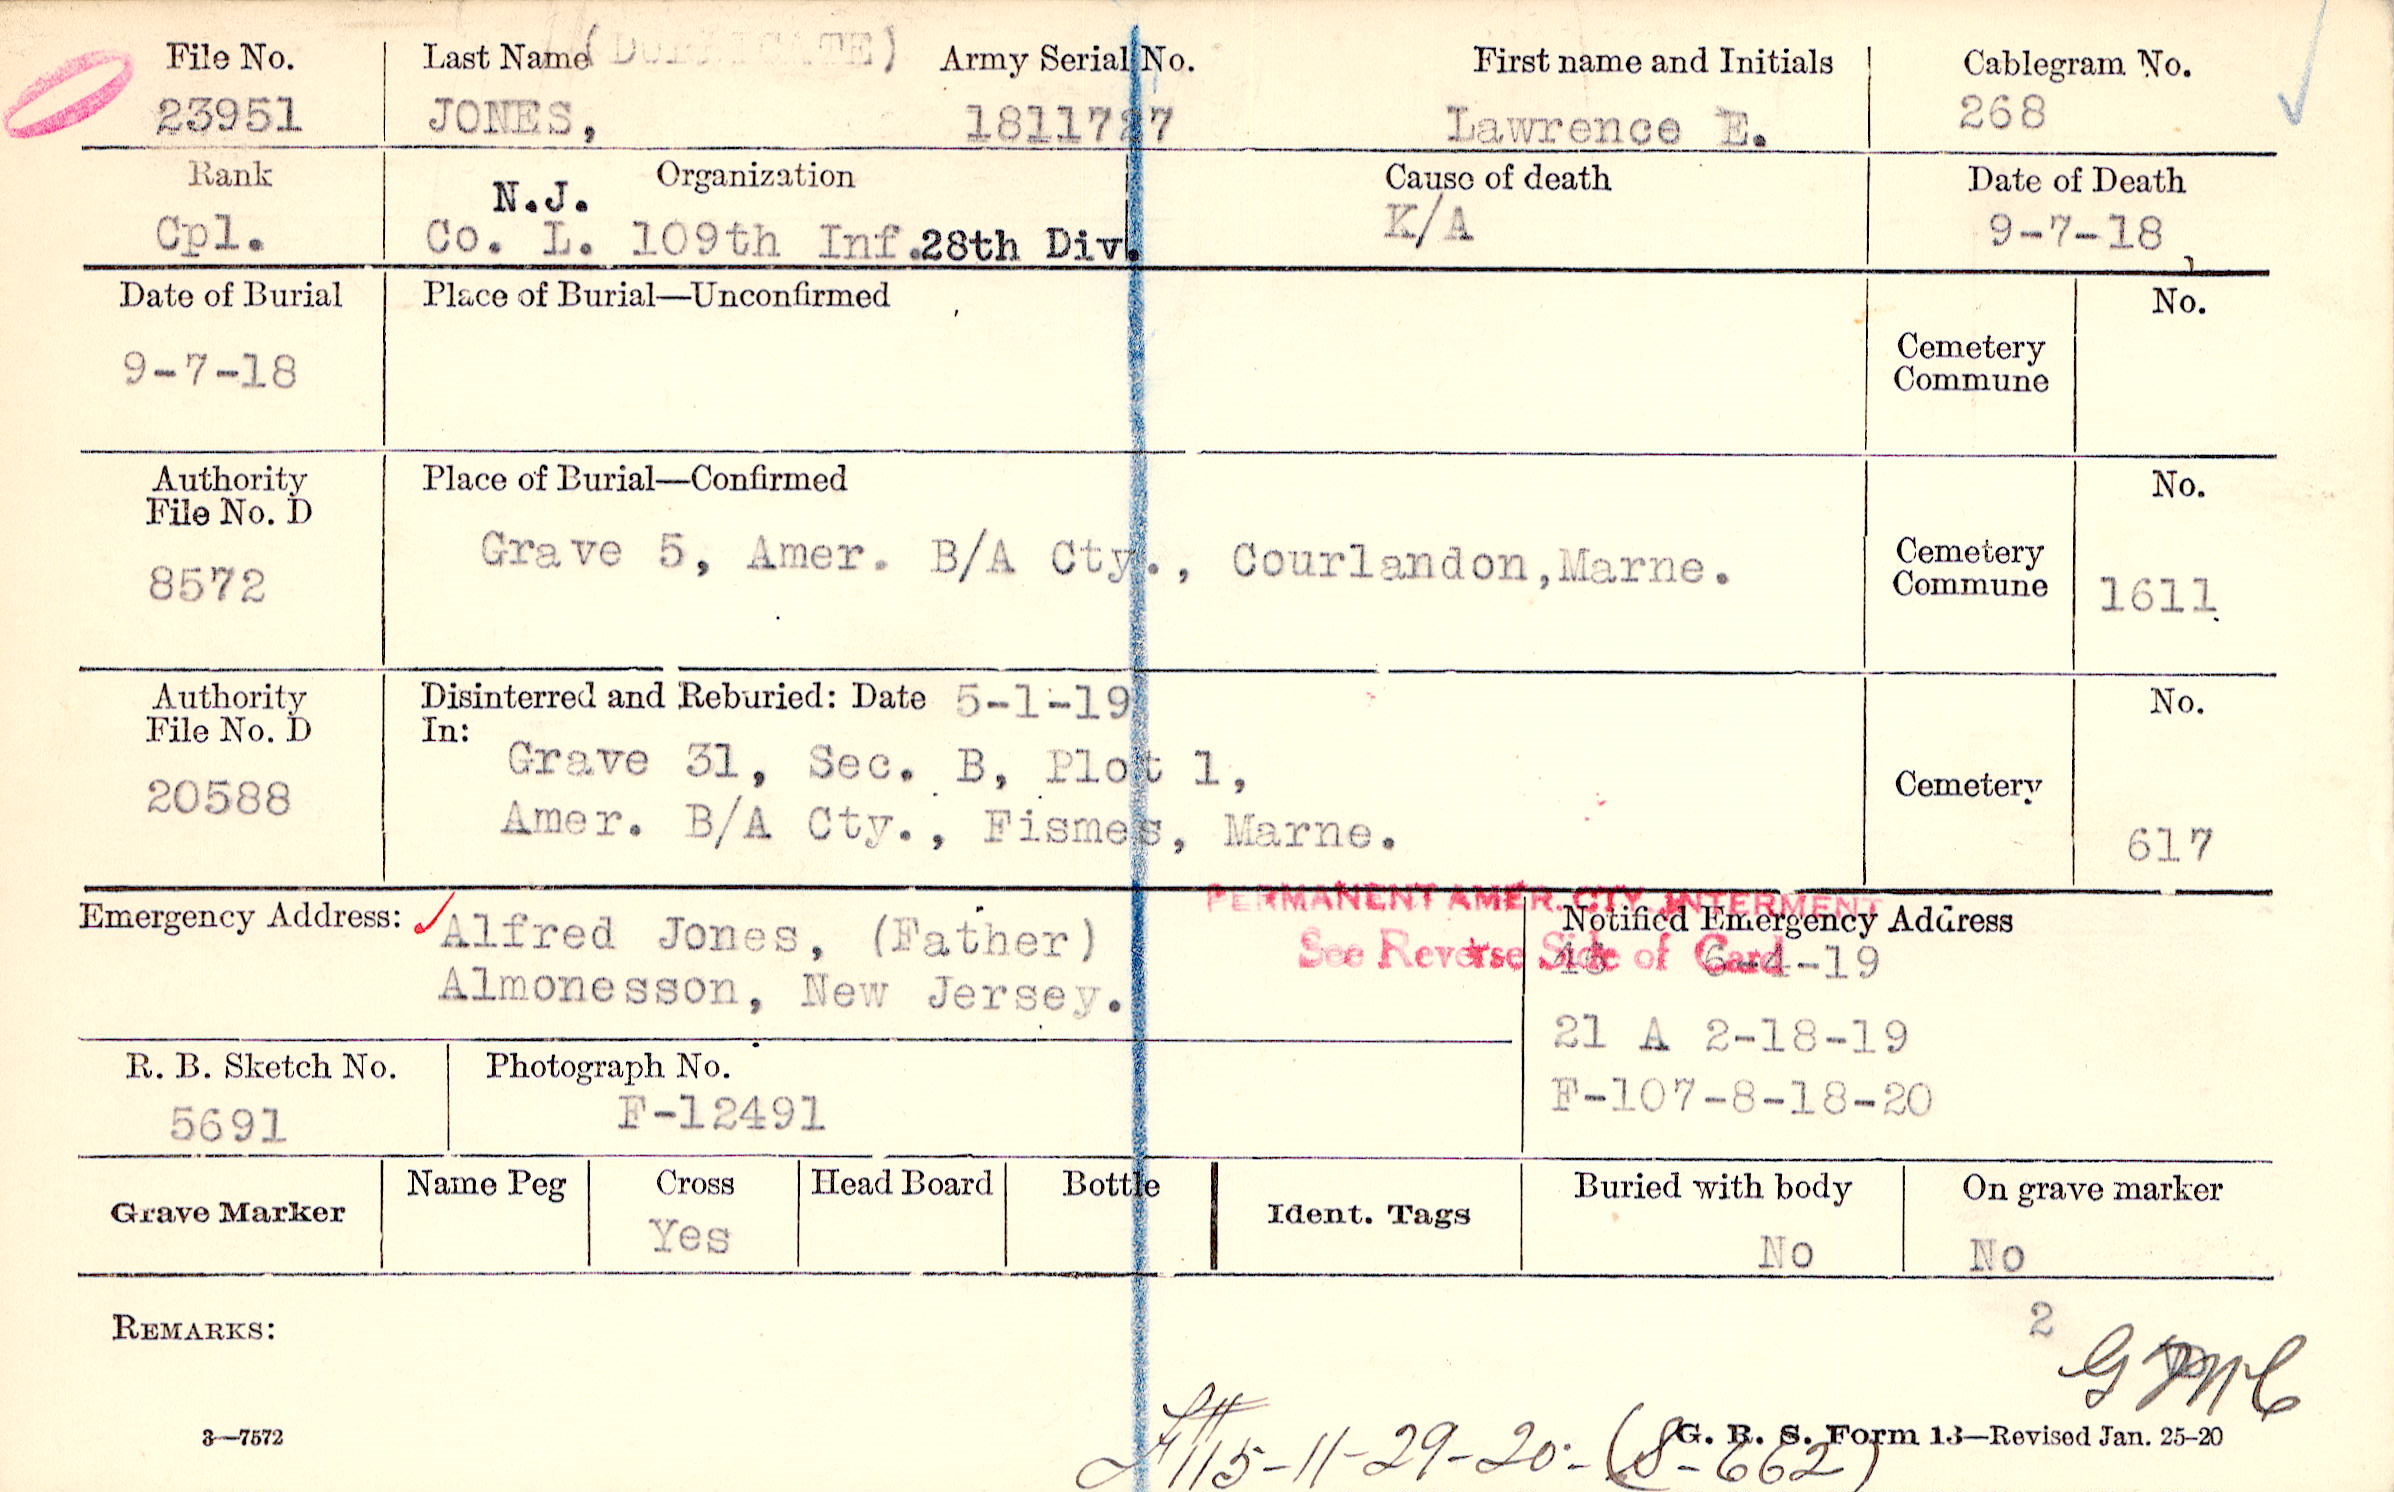 (DUPLICATE)
File No. Last Name Army Serial No. First name and Initials Cablegram No.
23951 JONES, 1811727 Lawrence E. 268
Rank Organization Cause of death Date of Death
N.J.
Cpl. Co. L. 109th Inf. 28th Div. K/A 9-7-18
Date of Burial Place of Burial—Unconfirmed No.
9-7-18 Cemetery
Commune
Authority Place of Burial—Confirmed No.
File No. D
Grave 5, Amer. B/A Cty., Courlandon, Marne. Cemetery
8572 Commune 1611
Authority Disinterred and Reburied: Date 5-1-19 No.
File No. D In:
Grave 31, Sec. B, Plot 1,
20588 Cemetery
Amer. B/A Cty., Fismes, Marne. 617
PERMANENT AMER. CTY. INTERMENT
Emergency Address: Alfred Jones, (Father) Notified Emergency Address
See Reverse Side of Card
6-4-19
Almonesson, New Jersey.
21 A 2-18-19
R. B. Sketch No. Photograph No.
5691 F-12491 F-107-8-18-20
Name Peg Cross Head Board Bottle Buried with body On grave marker
Grave Marker Ident. Tags
Yes No No
REMARKS: 2
3—7572 G. R. S. Form 13—Revised Jan. 25-20
115-11-29-20- (S-662)